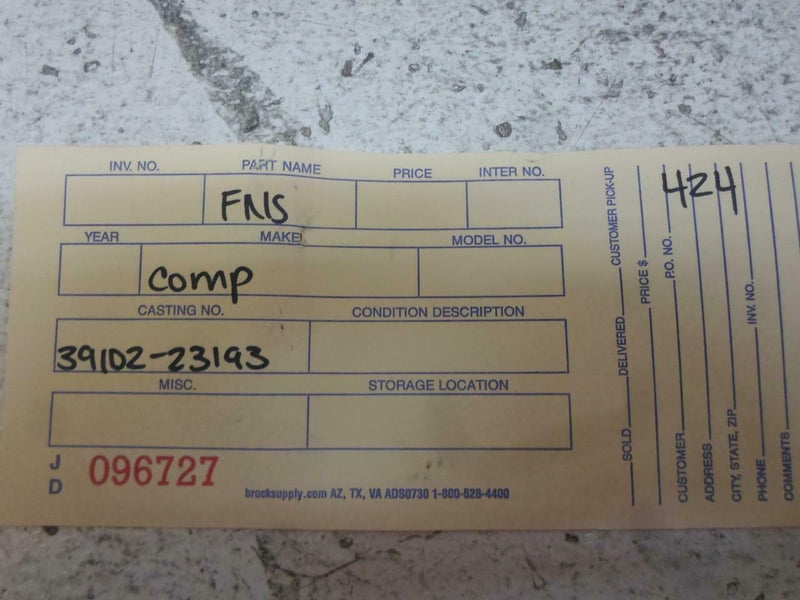 INV. NO. PART NAME PRICE INTER NO.
FNS
YEAR MAKE MODEL NO.
comp
CASTING NO. CONDITION DESCRIPTION
39102-23193
MISC. STORAGE LOCATION
J
D
096727
brocksupply.com AZ, TX, VA ADS0730 1-800-528-4400
424
SOLD DELIVERED CUSTOMER PICK-UP
PRICE $
CUSTOMER P.O. NO.
ADDRESS
CITY, STATE, ZIP
PHONE INV. NO.
COMMENTS